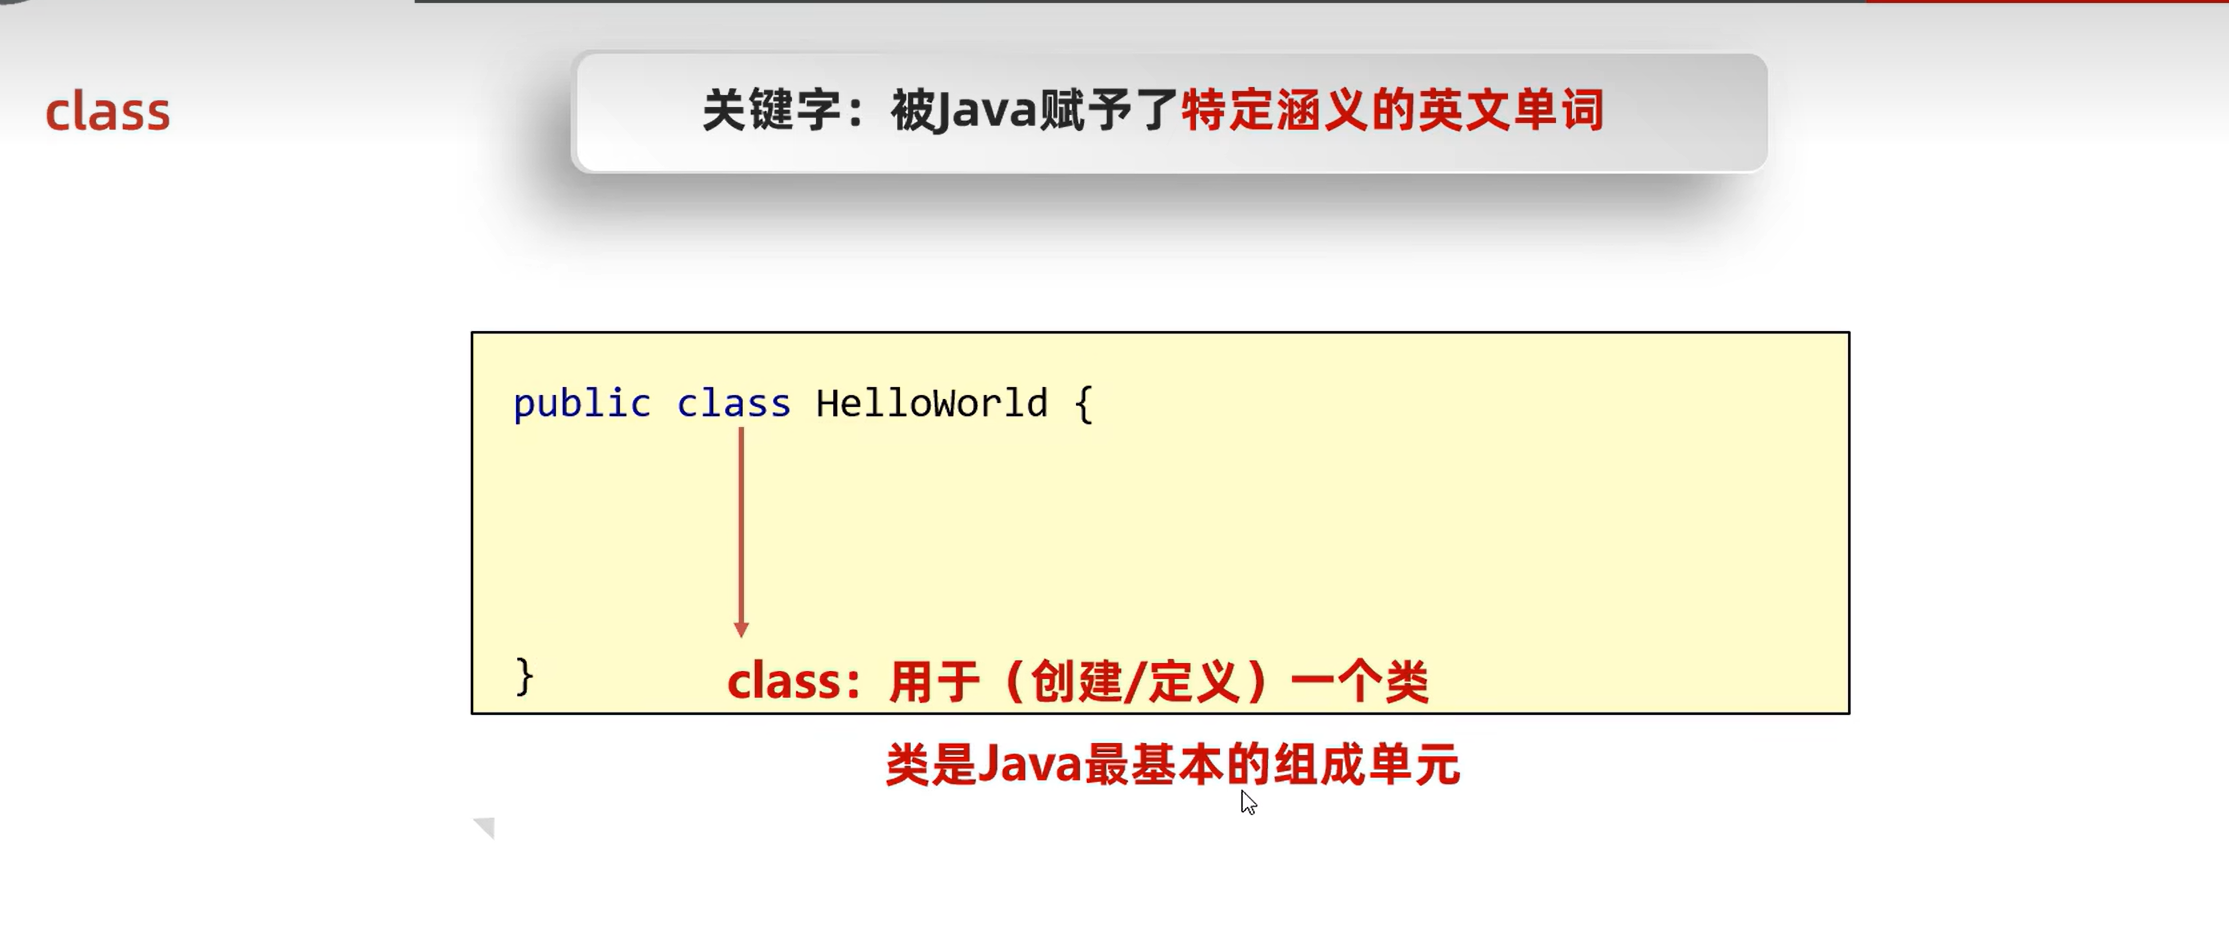 class
关键字：被Java赋予了特定涵义的英文单词
public class HelloWorld {
}
class：用于（创建/定义）一个类
类是Java最基本的组成单元